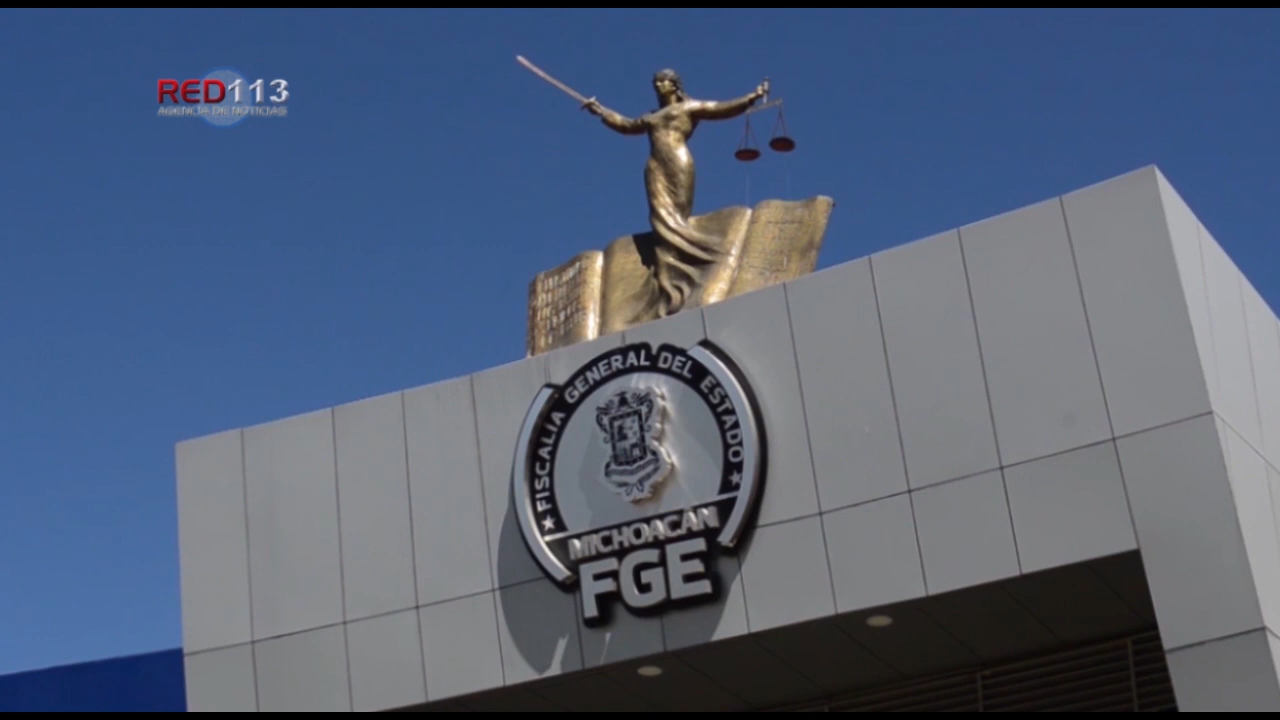 RED113
AGENCIA DE NOTICIAS
FISCALÍA GENERAL DEL ESTADO
MICHOACÁN
FGE